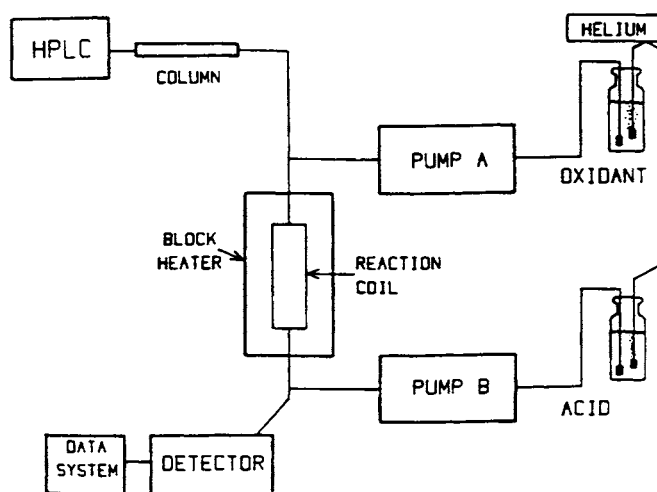 HPLC
COLUMN
HELIUM
PUMP A
OXIDANT
BLOCK
HEATER
REACTION
COIL
PUMP B
ACID
DATA
SYSTEM
DETECTOR